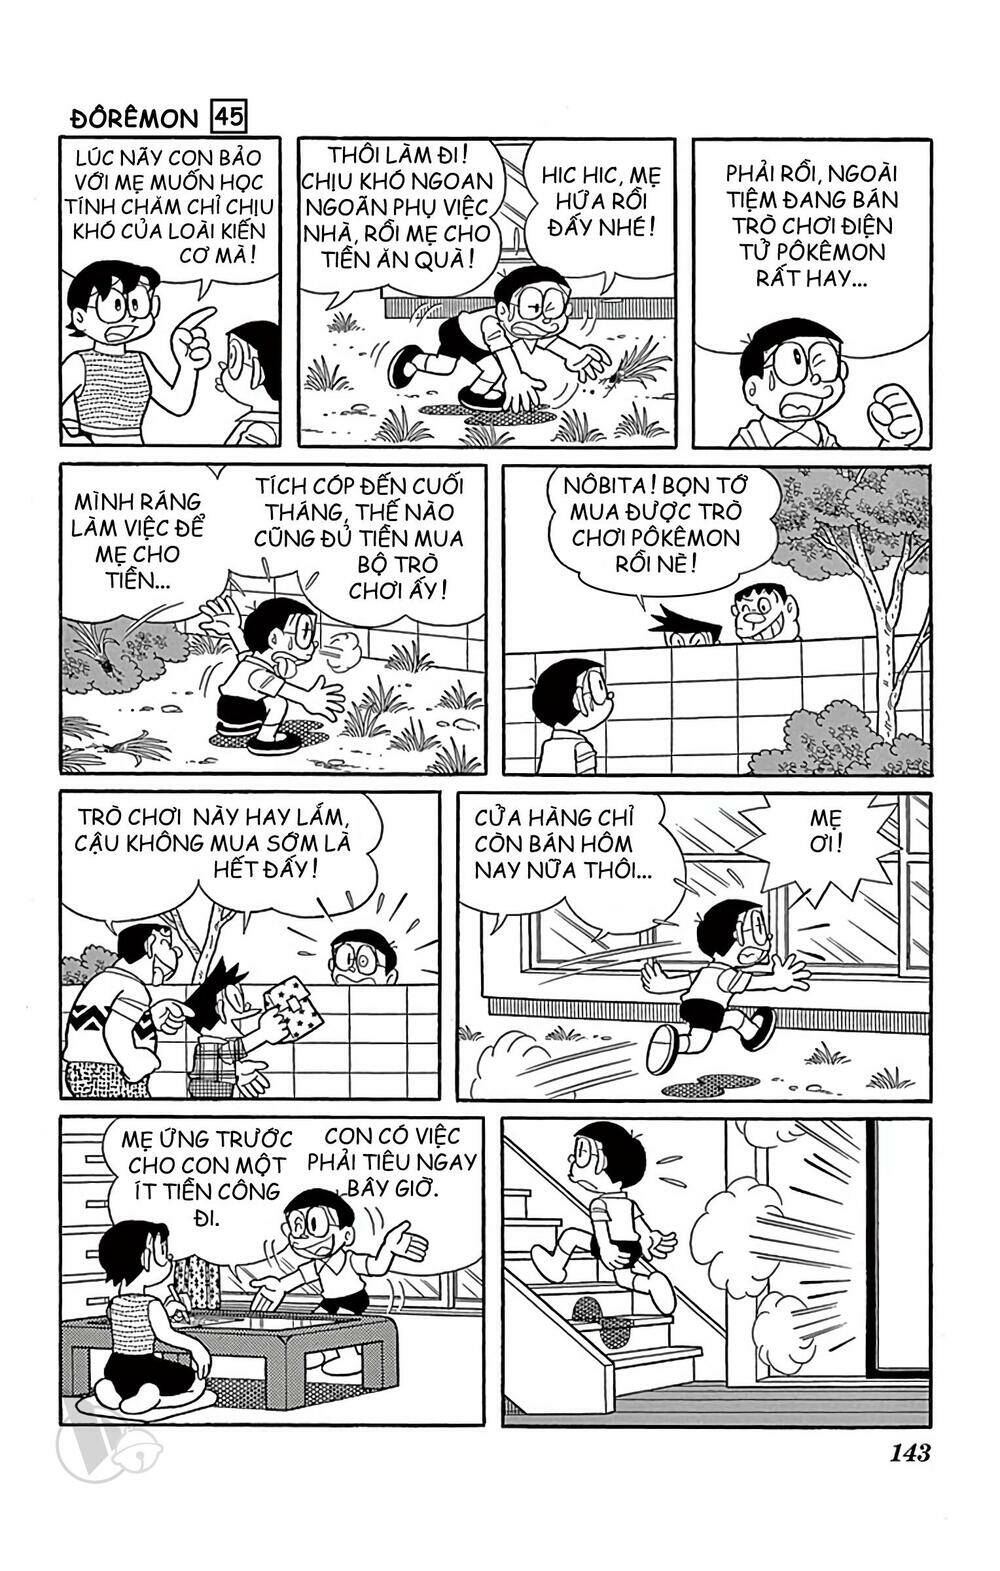 ĐÔRÊMON 45
LÚC NÃY CON BẢO
VỚI MẸ MUỐN HỌC
TÍNH CHĂM CHỈ CHỊU
KHÓ CỦA LOÀI KIẾN
CƠ MÀ!
THÔI LÀM ĐI!
CHỊU KHÓ NGOAN
NGOÃN PHỤ VIỆC
NHÀ, RỒI MẸ CHO
TIỀN ĂN QUÀ!
HIC HIC, MẸ
HỨA RỒI
ĐẤY NHÉ!
PHẢI RỒI, NGOÀI
TIỆM ĐANG BÁN
TRÒ CHƠI ĐIỆN
TỬ PÔKÊMON
RẤT HAY...
MÌNH RÁNG
LÀM VIỆC ĐỂ
MẸ CHO
TIỀN...
TÍCH CÓP ĐẾN CUỐI
THÁNG, THẾ NÀO
CŨNG ĐỦ TIỀN MUA
BỘ TRÒ
CHƠI ẤY!
NÔBITA! BỌN TỚ
MUA ĐƯỢC TRÒ
CHƠI PÔKÊMON
RỒI NÈ!
TRÒ CHƠI NÀY HAY LẮM,
CẬU KHÔNG MUA SỚM LÀ
HẾT ĐẤY!
CỬA HÀNG CHỈ
CÒN BÁN HÔM
NAY NỮA THÔI...
MẸ
ƠI!
MẸ ỨNG TRƯỚC
CHO CON MỘT
ÍT TIỀN CÔNG
ĐI.
CON CÓ VIỆC
PHẢI TIÊU NGAY
BÂY GIỜ.
143